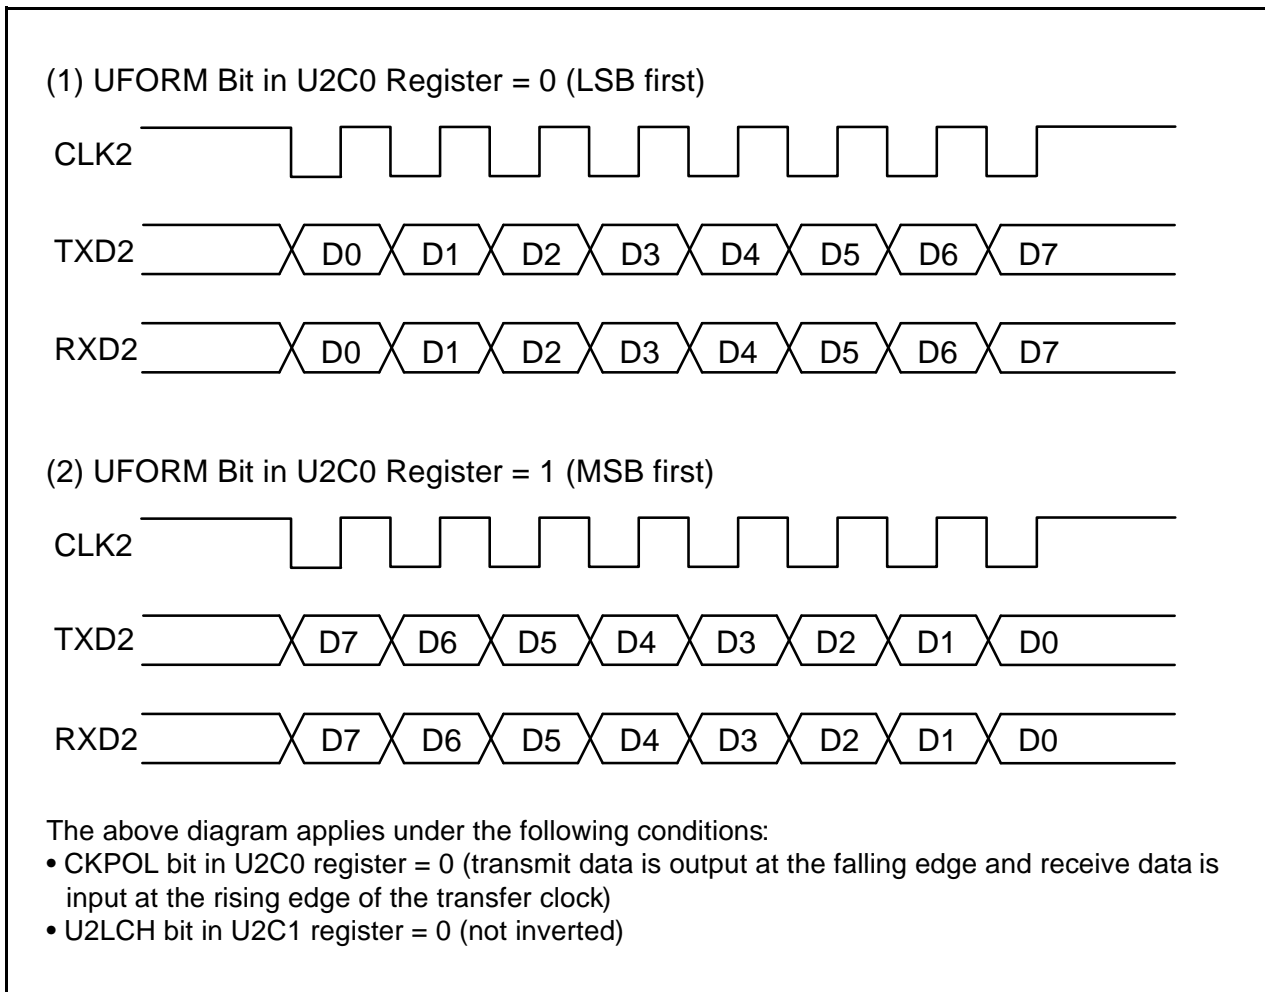 (1) UFORM Bit in U2C0 Register = 0 (LSB first)
CLK2
TXD2 D0 D1 D2 D3 D4 D5 D6 D7
RXD2 D0 D1 D2 D3 D4 D5 D6 D7
(2) UFORM Bit in U2C0 Register = 1 (MSB first)
CLK2
TXD2 D7 D6 D5 D4 D3 D2 D1 D0
RXD2 D7 D6 D5 D4 D3 D2 D1 D0
The above diagram applies under the following conditions:
• CKPOL bit in U2C0 register = 0 (transmit data is output at the falling edge and receive data is
input at the rising edge of the transfer clock)
• U2LCH bit in U2C1 register = 0 (not inverted)